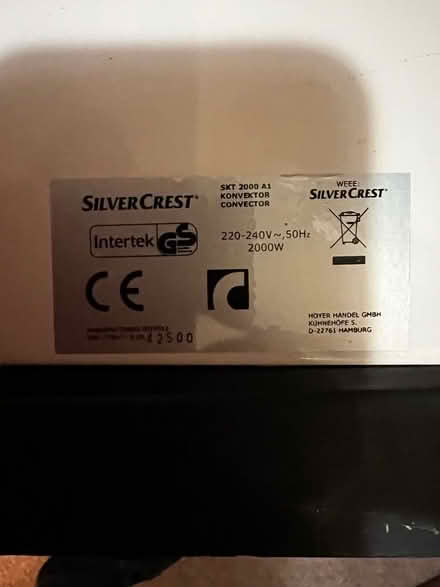 SILVERCREST®
Intertek GS
CE
42500
SKT 2000 A1
KONVEKTOR
CONVECTOR
220-240V~,50Hz
2000W
WEEE:
SILVERCREST®
HOYER HANDEL GMBH
KÜHNEHÖFE 5,
D-22761 HAMBURG